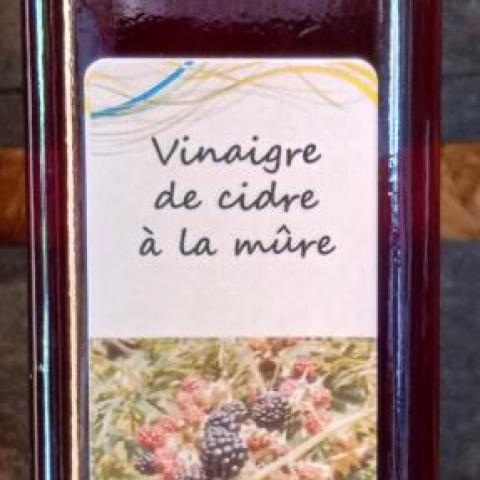 Vinaigre
de cidre
à la mûre